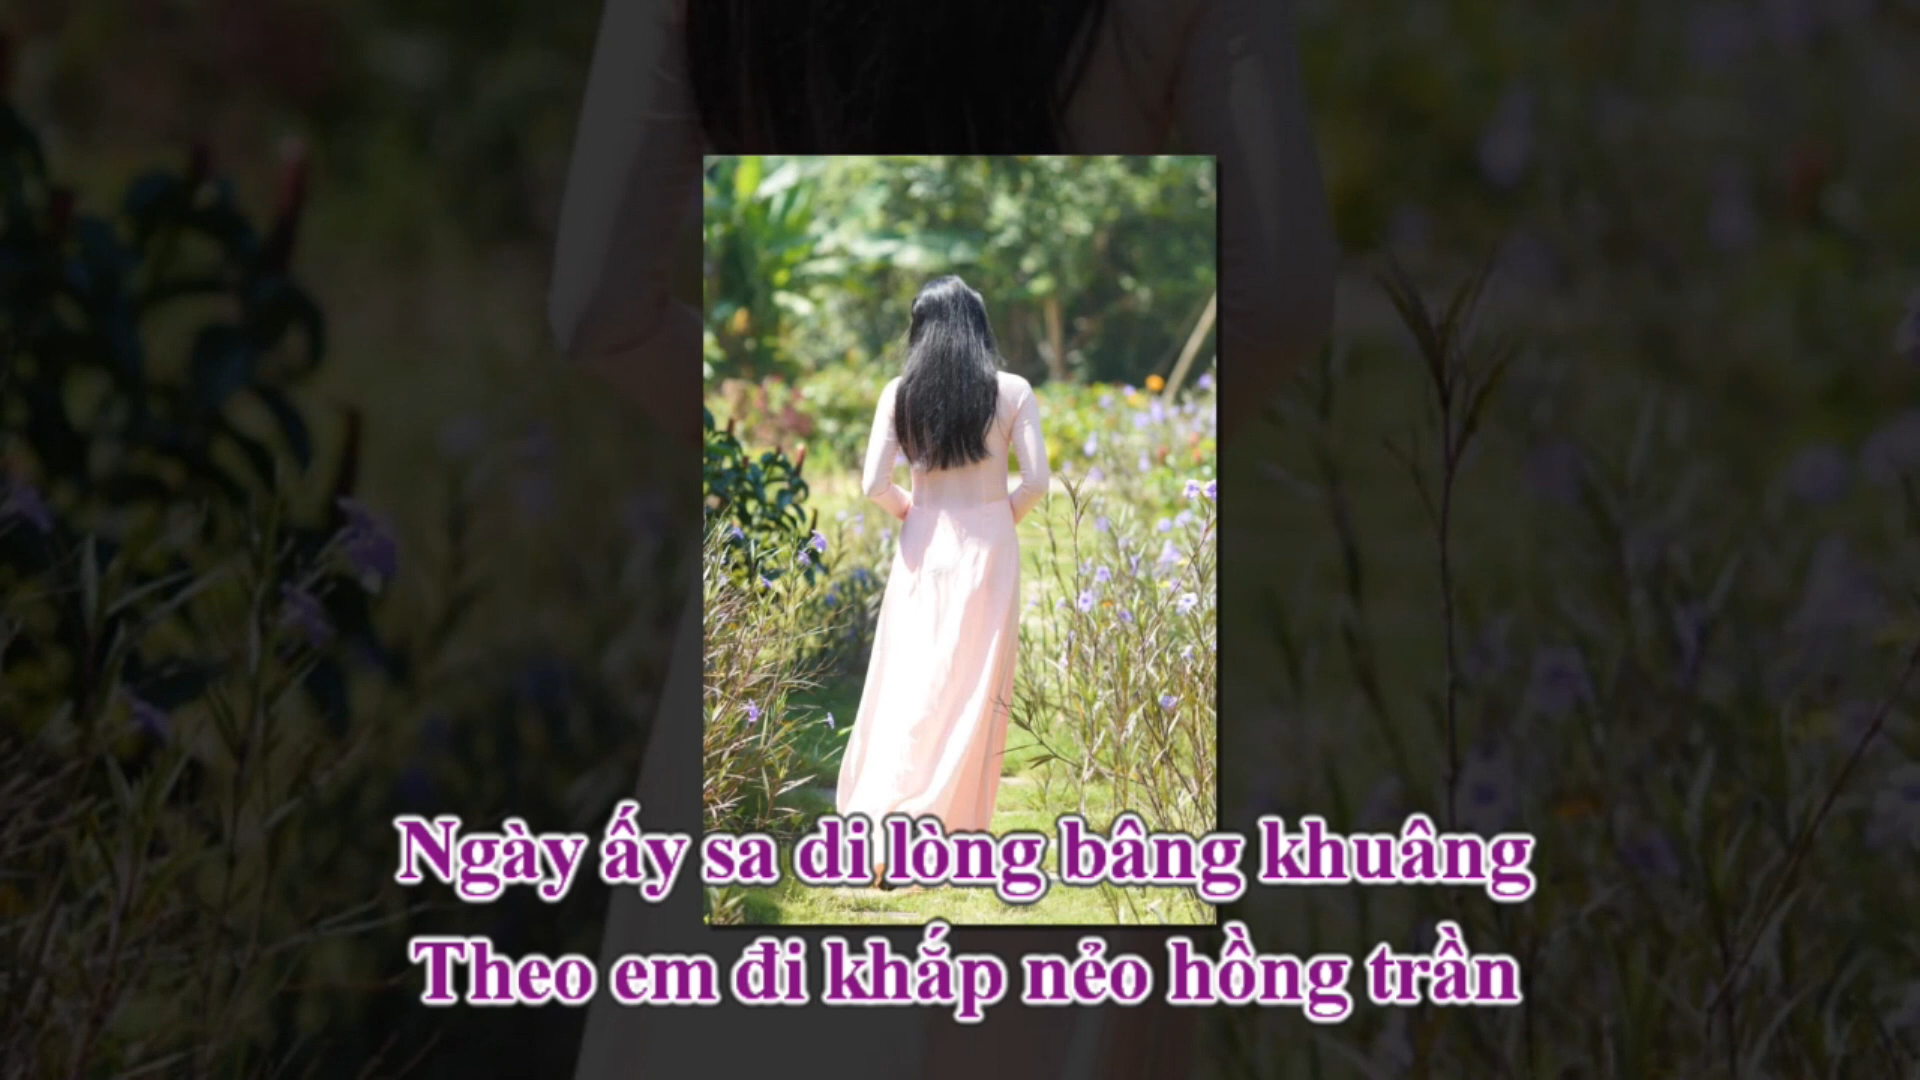 Ngày ấy sa di lòng bâng khuâng
Theo em đi khắp nẻo hồng trần